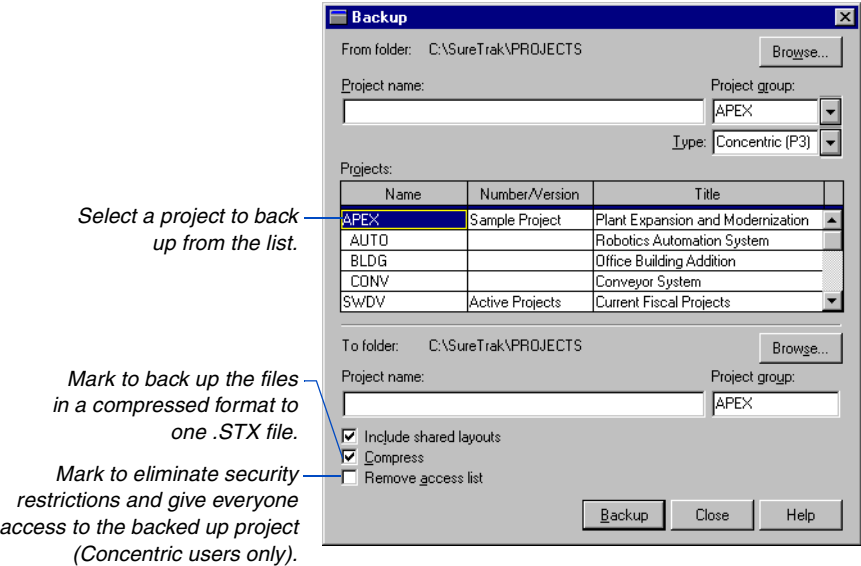 Backup
From folder: C:\SureTrak\PROJECTS
Browse...
Project name:
Project group:
APEX
Type: Concentric (P3)
Projects:
Name Number/Version Title
APEX Sample Project Plant Expansion and Modernization
AUTO Robotics Automation System
BLDG Office Building Addition
CONV Conveyor System
SWDV Active Projects Current Fiscal Projects
Select a project to back
up from the list.
To folder: C:\SureTrak\PROJECTS
Browse...
Project name:
Project group:
APEX
Include shared layouts
Compress
Remove access list
Mark to back up the files
in a compressed format to
one .STX file.
Mark to eliminate security
restrictions and give everyone
access to the backed up project
(Concentric users only).
Backup Close Help